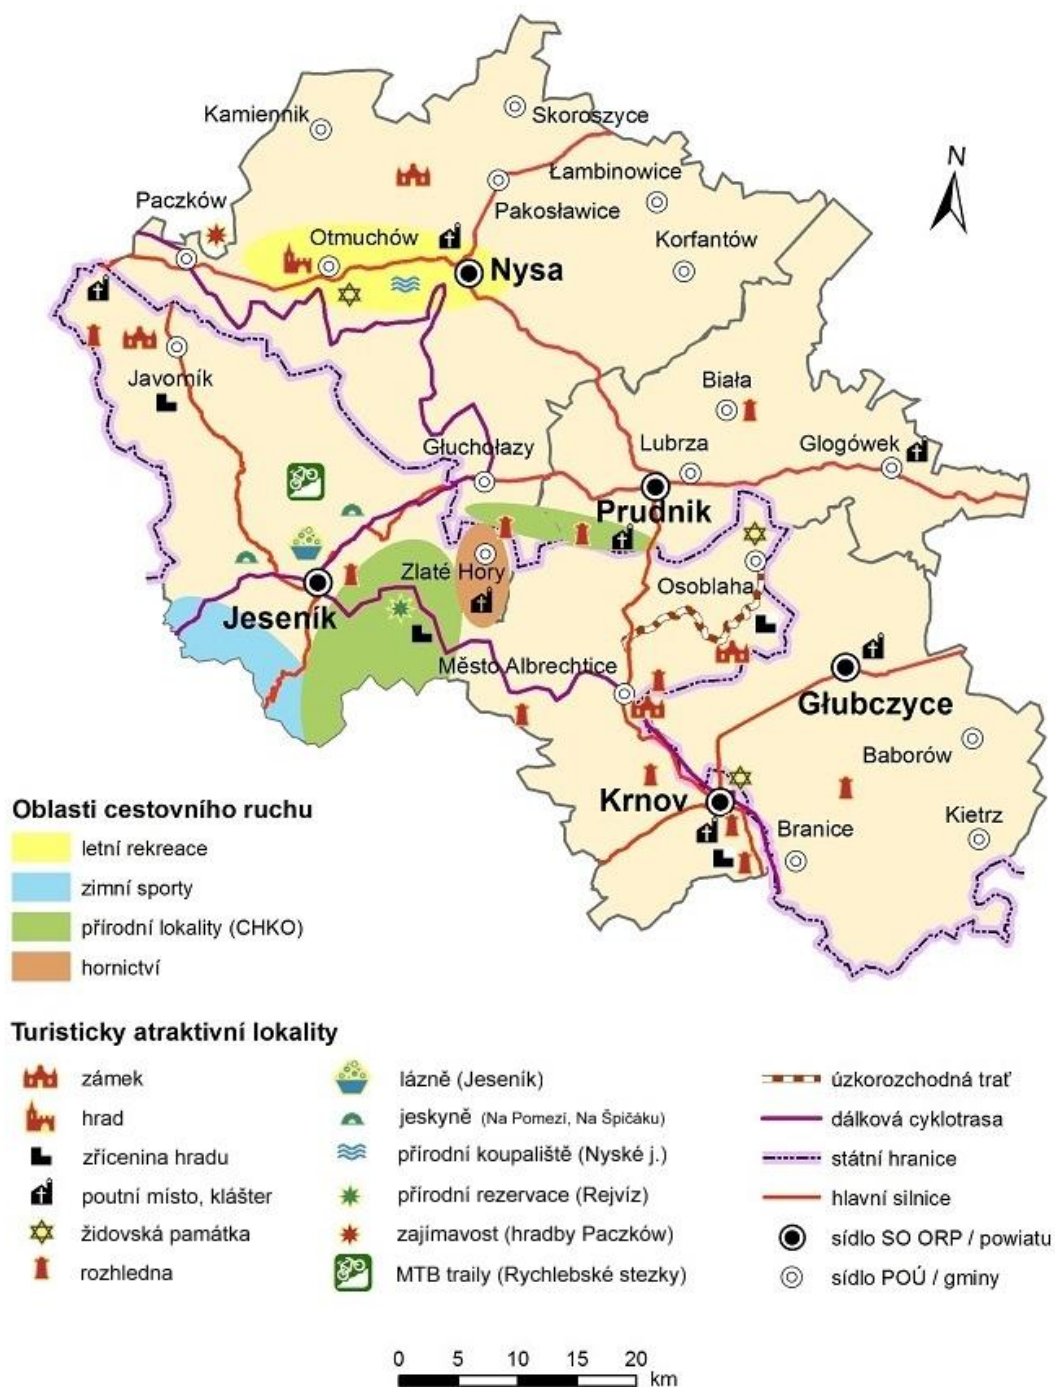 N
Kamiennik
Skoroszyce
Łambinowice
Paczków
Pakosławice
Otmuchów
Korfantów
Nysa
Javorník
Biała
Głuchołazy
Lubrza
Glogówek
Prudnik
Zlaté Hory
Osoblaha
Jeseník
Město Albrechtice
Głubczyce
Baborów
Krnov
Branice
Kietrz
Oblasti cestovního ruchu
letní rekreace
zimní sporty
přírodní lokality (CHKO)
hornictví
Turisticky atraktivní lokality
zámek
hrad
zřícenina hradu
poutní místo, klášter
židovská památka
rozhledna
lázně (Jeseník)
jeskyně (Na Pomezí, Na Špičáku)
přírodní koupaliště (Nyské j.)
přírodní rezervace (Rejvíz)
zajímavost (hradby Paczków)
MTB traily (Rychlebské stezky)
úzkorozchodná trať
dálková cyklotrasa
státní hranice
hlavní silnice
sídlo SO ORP / powiatu
sídlo POÚ / gminy
0 5 10 15 20
km